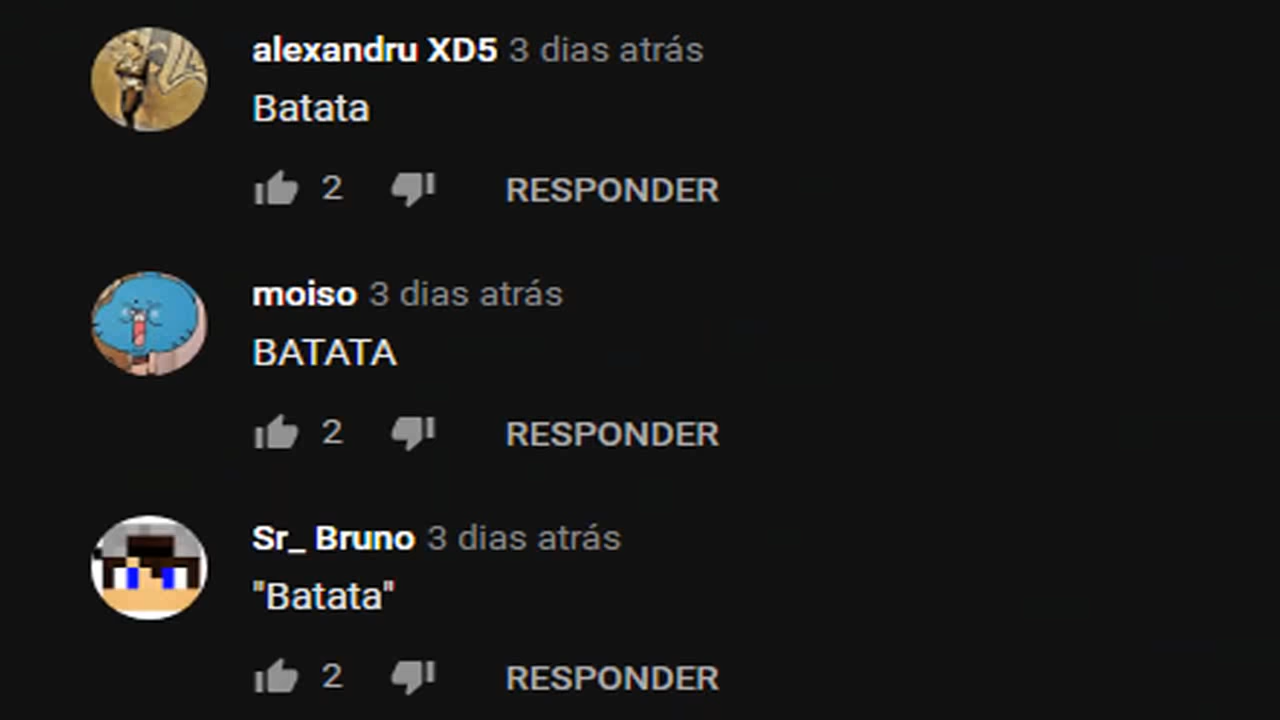 alexandru XD5 3 dias atrás
Batata
2 RESPONDER
moiso 3 dias atrás
BATATA
2 RESPONDER
Sr_ Bruno 3 dias atrás
"Batata"
2 RESPONDER